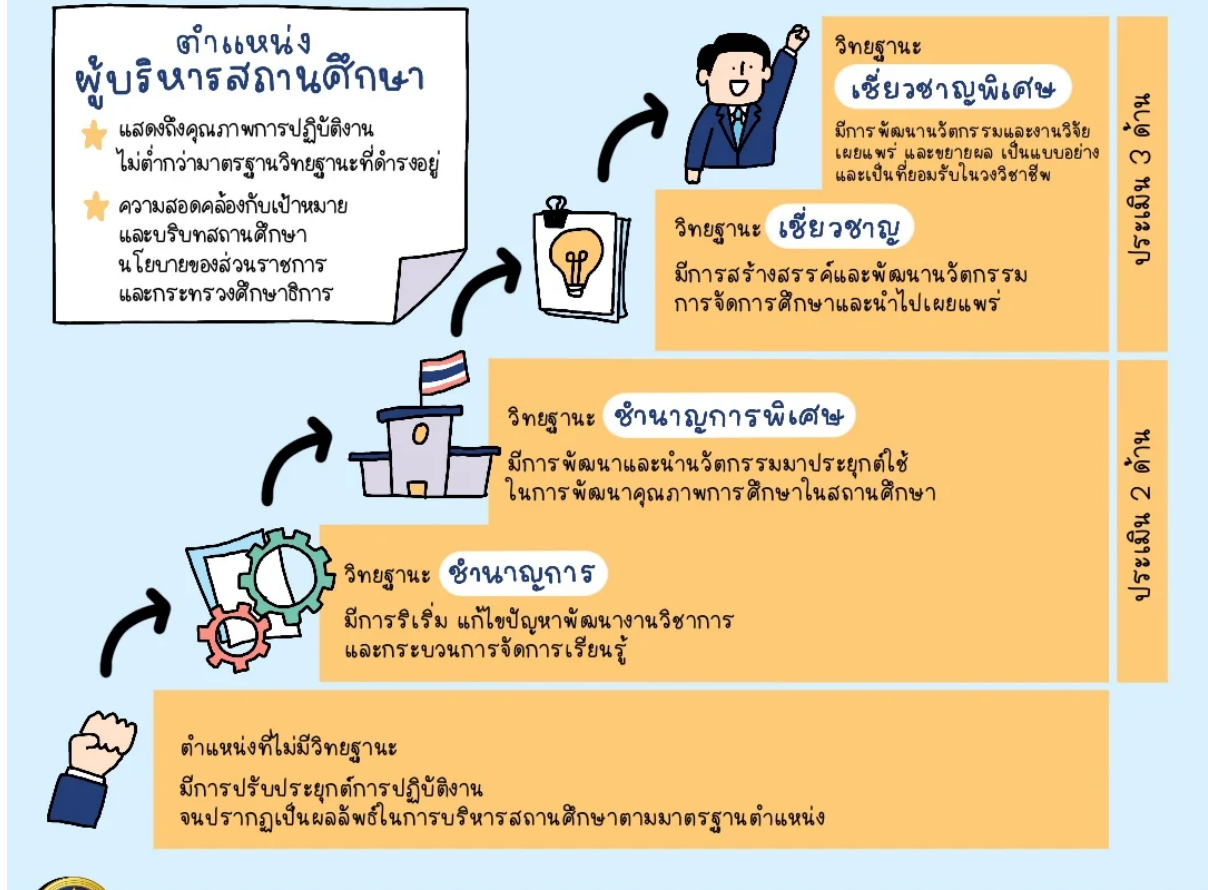 ตำแหน่ง
ผู้บริหารสถานศึกษา
แสดงถึงคุณภาพการปฏิบัติงาน
ไม่ต่ำกว่ามาตรฐานวิทยฐานะที่ดำรงอยู่
ความสอดคล้องกับเป้าหมาย
และบริบทสถานศึกษา
นโยบายของส่วนราชการ
และกระทรวงศึกษาธิการ
วิทยฐานะ
เชี่ยวชาญพิเศษ
มีการพัฒนานวัตกรรมและงานวิจัย
เผยแพร่ และขยายผล เป็นแบบอย่าง
และเป็นที่ยอมรับในวงวิชาชีพ
วิทยฐานะ เชี่ยวชาญ
มีการสร้างสรรค์และพัฒนานวัตกรรม
การจัดการศึกษาและนำไปเผยแพร่
ประเมิน 3 ด้าน
วิทยฐานะ ชำนาญการพิเศษ
มีการพัฒนาและนำนวัตกรรมมาประยุกต์ใช้
ในการพัฒนาคุณภาพการศึกษาในสถานศึกษา
วิทยฐานะ ชำนาญการ
มีการริเริ่ม แก้ไขปัญหาพัฒนางานวิชาการ
และกระบวนการจัดการเรียนรู้
ประเมิน 2 ด้าน
ตำแหน่งที่ไม่มีวิทยฐานะ
มีการปรับประยุกต์การปฏิบัติงาน
จนปรากฏเป็นผลลัพธ์ในการบริหารสถานศึกษาตามมาตรฐานตำแหน่ง